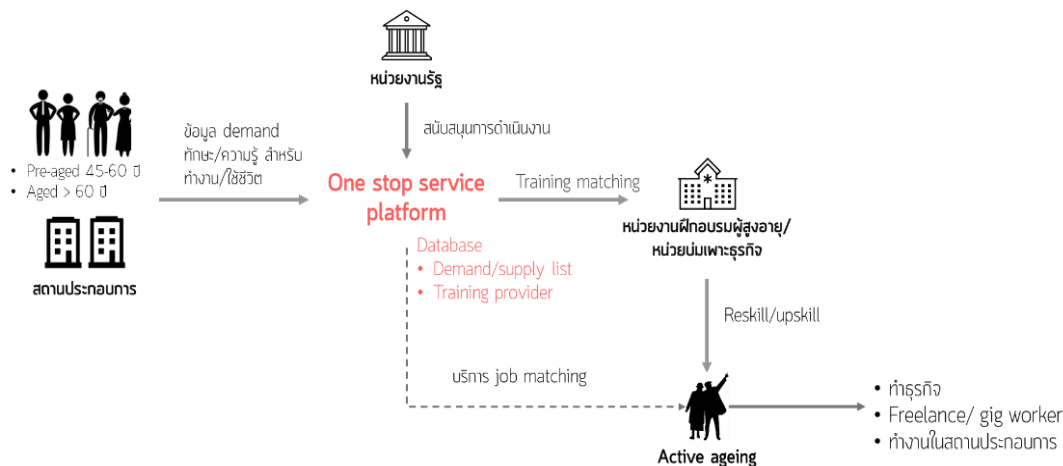 หน่วยงานรัฐ
สนับสนุนการดำเนินงาน
• Pre-aged 45-60 ปี
• Aged > 60 ปี
สถานประกอบการ
ข้อมูล demand
ทักษะ/ความรู้ สำหรับ
ทำงาน/ใช้ชีวิต
One stop service
platform
Database
• Demand/supply list
• Training provider
Training matching
หน่วยงานฝึกอบรมผู้สูงอายุ/
หน่วยบ่มเพาะธุรกิจ
Reskill/upskill
บริการ job matching
Active ageing
• ทำธุรกิจ
• Freelance/ gig worker
• ทำงานในสถานประกอบการ